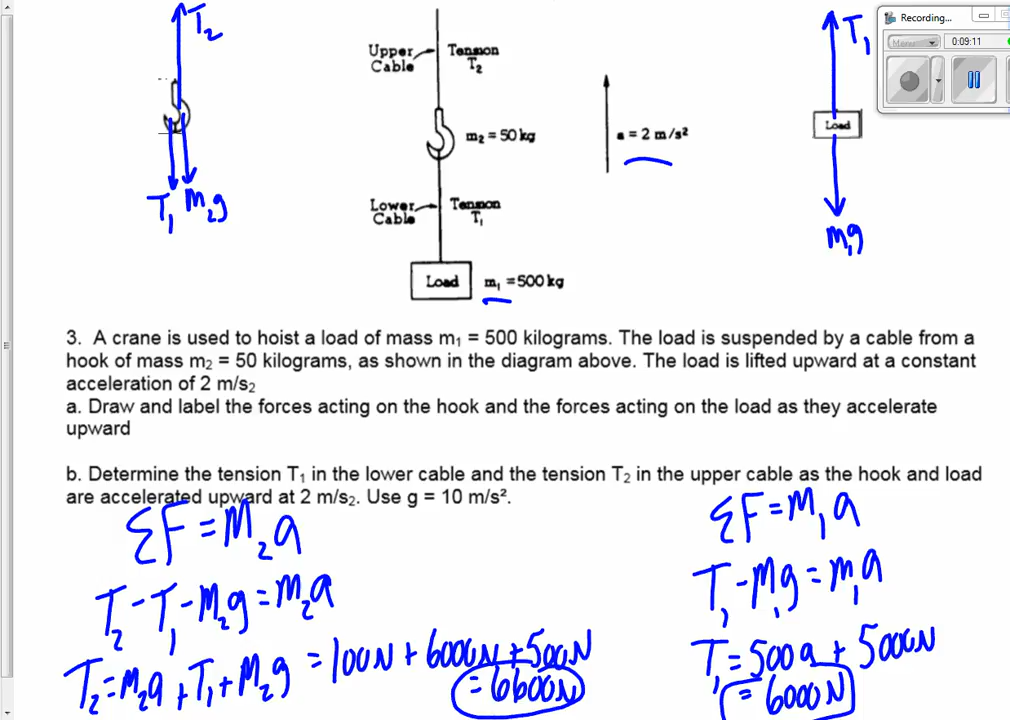 T₂
T₁ M₂g
Upper Cable
Tension T₂
m₂ = 50 kg
Lower Cable
Tension T₁
Load m₁ = 500 kg
a = 2 m/s²
T₁
Load
m₁g
Recording...
Menu
0:09:11
3. A crane is used to hoist a load of mass m₁ = 500 kilograms. The load is suspended by a cable from a
hook of mass m₂ = 50 kilograms, as shown in the diagram above. The load is lifted upward at a constant
acceleration of 2 m/s₂
a. Draw and label the forces acting on the hook and the forces acting on the load as they accelerate
upward
b. Determine the tension T₁ in the lower cable and the tension T₂ in the upper cable as the hook and load
are accelerated upward at 2 m/s₂. Use g = 10 m/s².
ΣF = M₂a
T₂ - T₁ - M₂g = M₂a
T₂ = M₂a + T₁ + M₂g = 100N + 6000N + 500N
= 6600N
ΣF = M₁a
T₁ - M₁g = m₁a
T₁ = 500a + 5000N
= 6000N